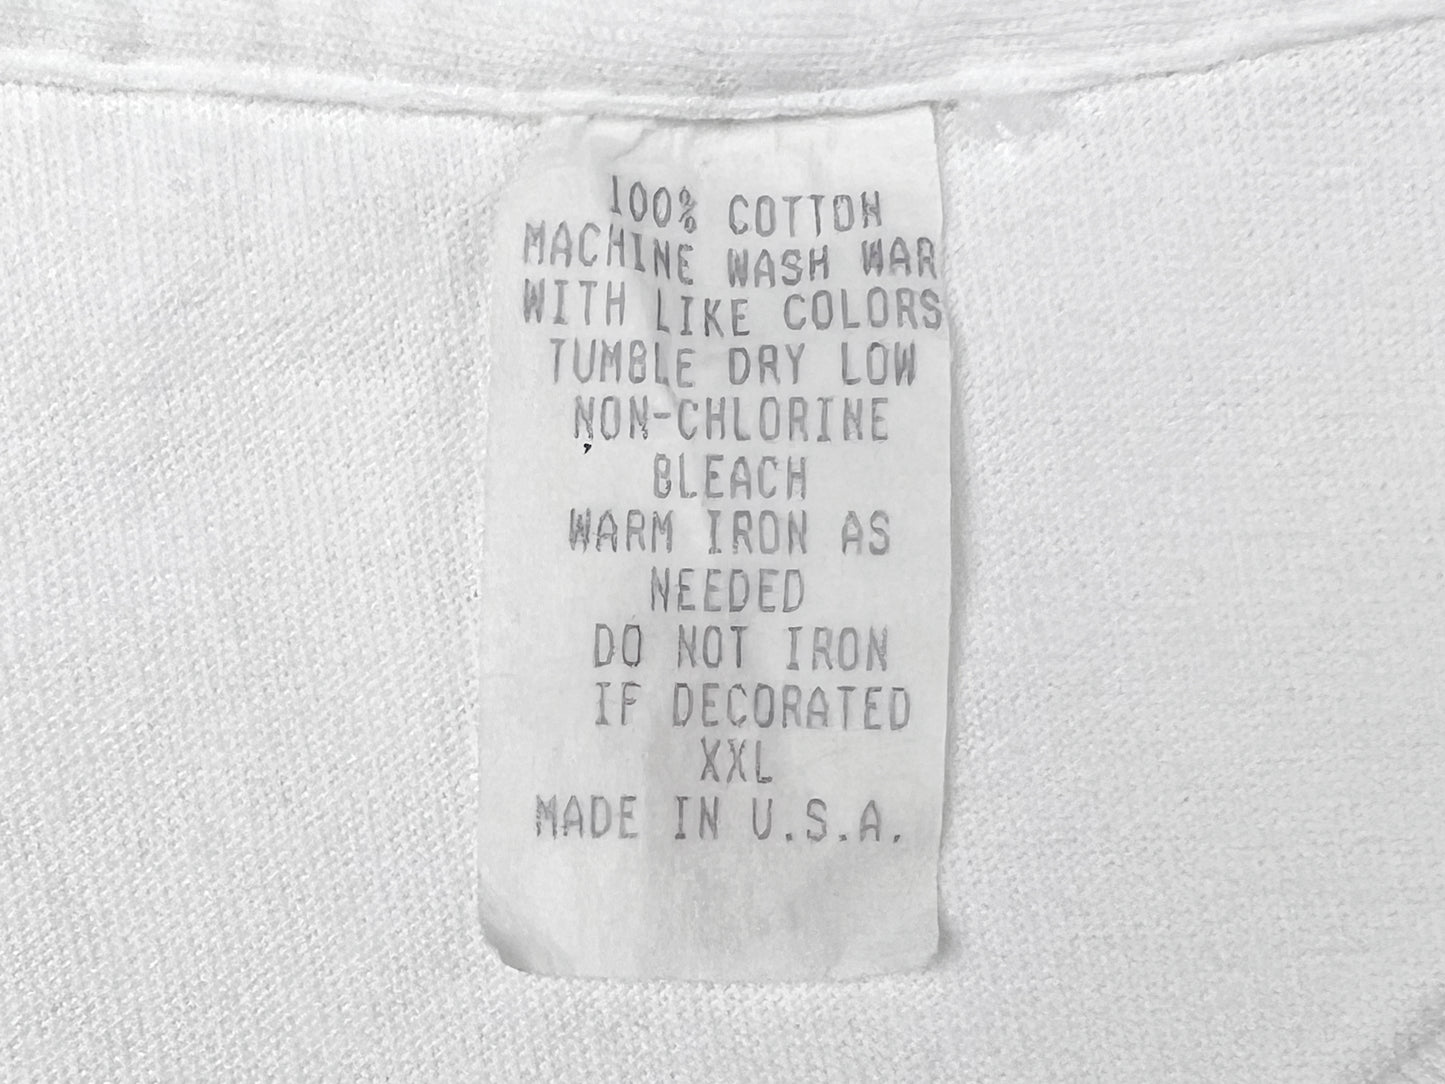 100% COTTON
MACHINE WASH WAR
WITH LIKE COLORS
TUMBLE DRY LOW
NON-CHLORINE
BLEACH
WARM IRON AS
NEEDED
DO NOT IRON
IF DECORATED
XXL
MADE IN U.S.A.